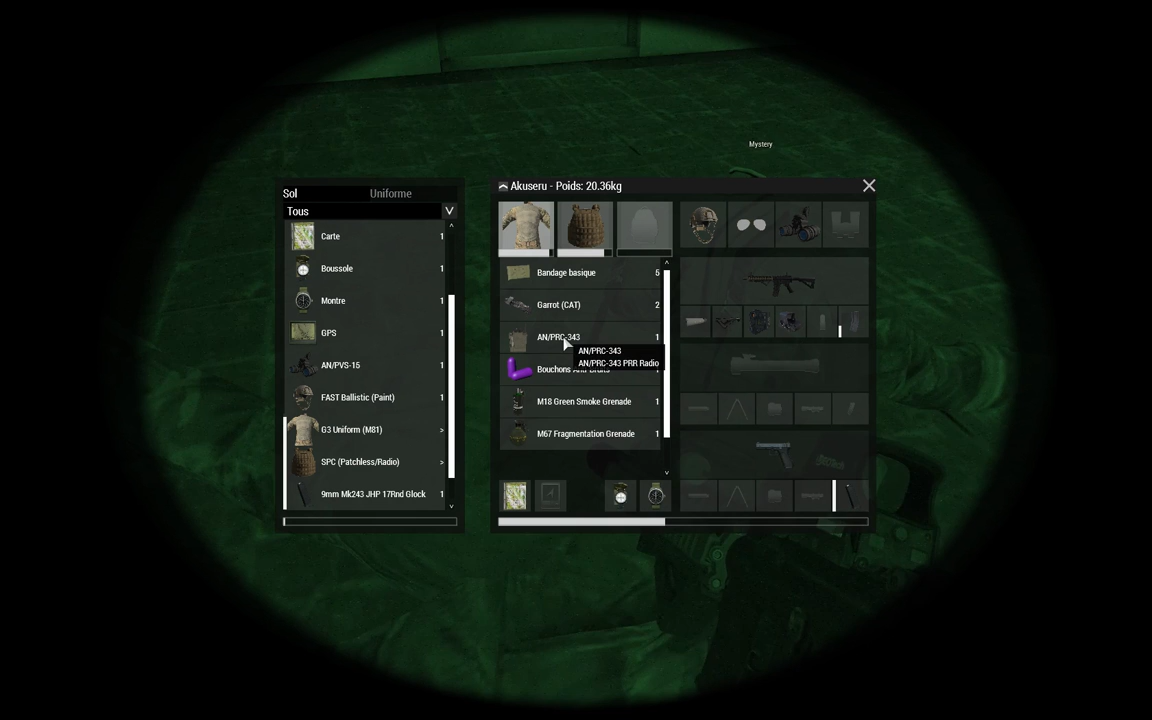 Mystery
Sol
Uniforme
Tous
Carte 1
Boussole 1
Montre 1
GPS 1
AN/PVS-15 1
FAST Ballistic (Paint) 1
G3 Uniform (M81) >
SPC (Patchless/Radio) >
9mm Mk243 JHP 17Rnd Glock 1
Akuseru - Poids: 20.36kg
Bandage basique 5
Garrot (CAT) 2
AN/PRC-343 1
AN/PRC-343
AN/PRC-343 PRR Radio
Bouchons
M18 Green Smoke Grenade 1
M67 Fragmentation Grenade 1